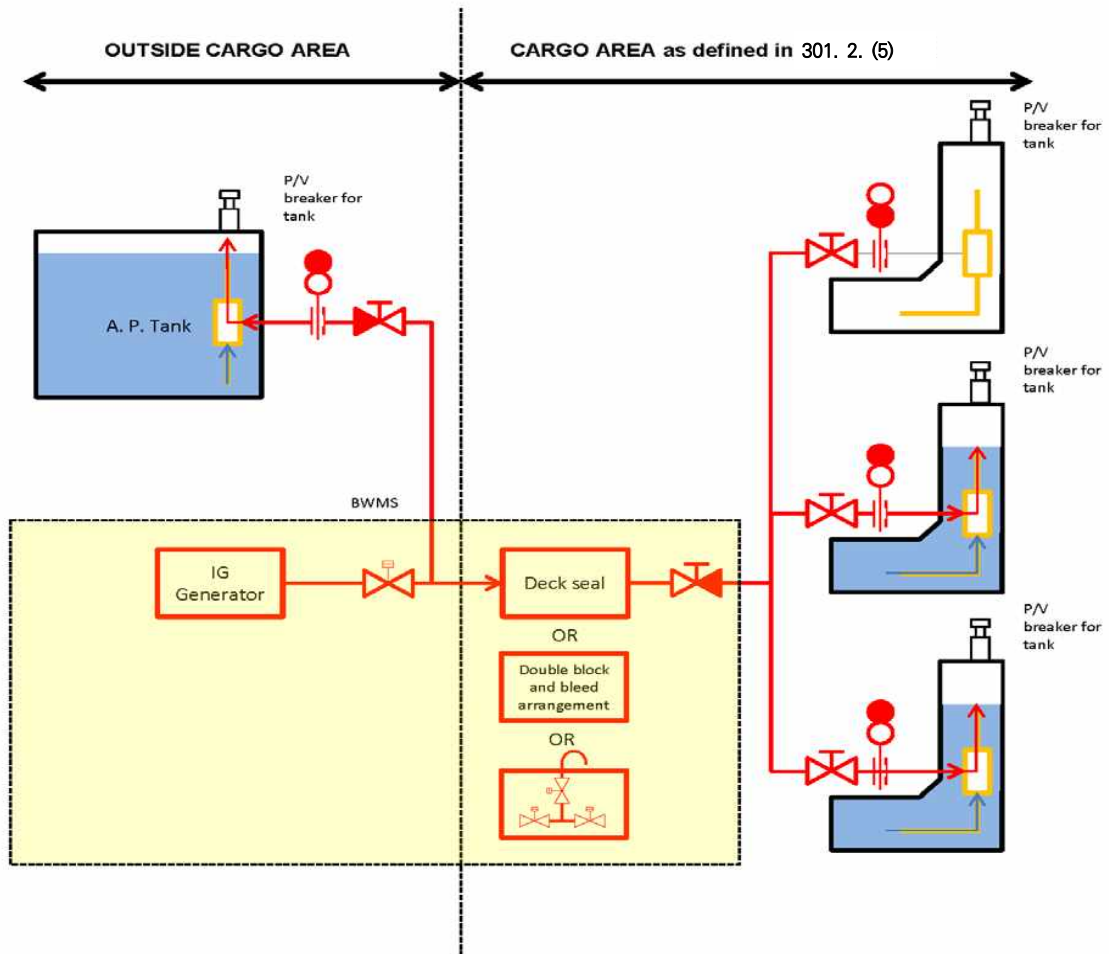 OUTSIDE CARGO AREA
CARGO AREA as defined in 301. 2. (5)
P/V
breaker for
tank
P/V
breaker for
tank
A. P. Tank
P/V
breaker for
tank
BWMS
IG
Generator
Deck seal
OR
Double block
and bleed
arrangement
OR
P/V
breaker for
tank